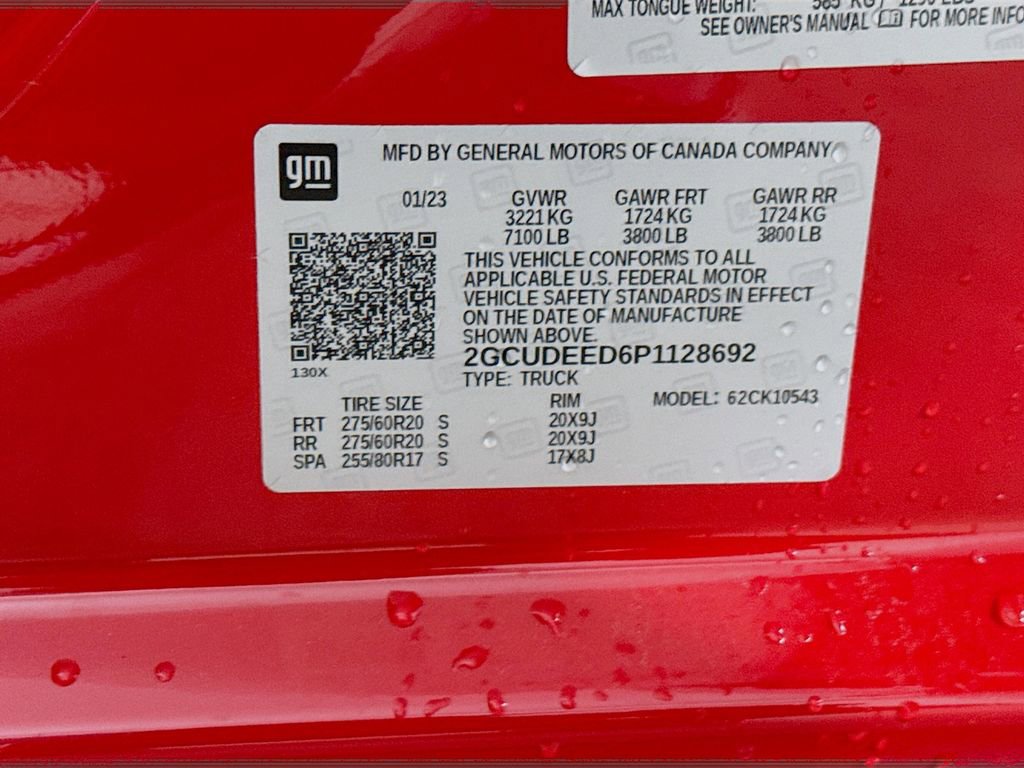 MAX TONGUE WEIGHT: 585 KG / 1290 LBS
SEE OWNER'S MANUAL FOR MORE INFO
gm
MFD BY GENERAL MOTORS OF CANADA COMPANY
01/23 GVWR GAWR FRT GAWR RR
3221 KG 1724 KG 1724 KG
7100 LB 3800 LB 3800 LB
THIS VEHICLE CONFORMS TO ALL
APPLICABLE U.S. FEDERAL MOTOR
VEHICLE SAFETY STANDARDS IN EFFECT
ON THE DATE OF MANUFACTURE
SHOWN ABOVE.
2GCUDEED6P1128692
130X
TYPE: TRUCK
TIRE SIZE RIM MODEL: 62CK10543
FRT 275/60R20 S 20X9J
RR 275/60R20 S 20X9J
SPA 255/80R17 S 17X8J